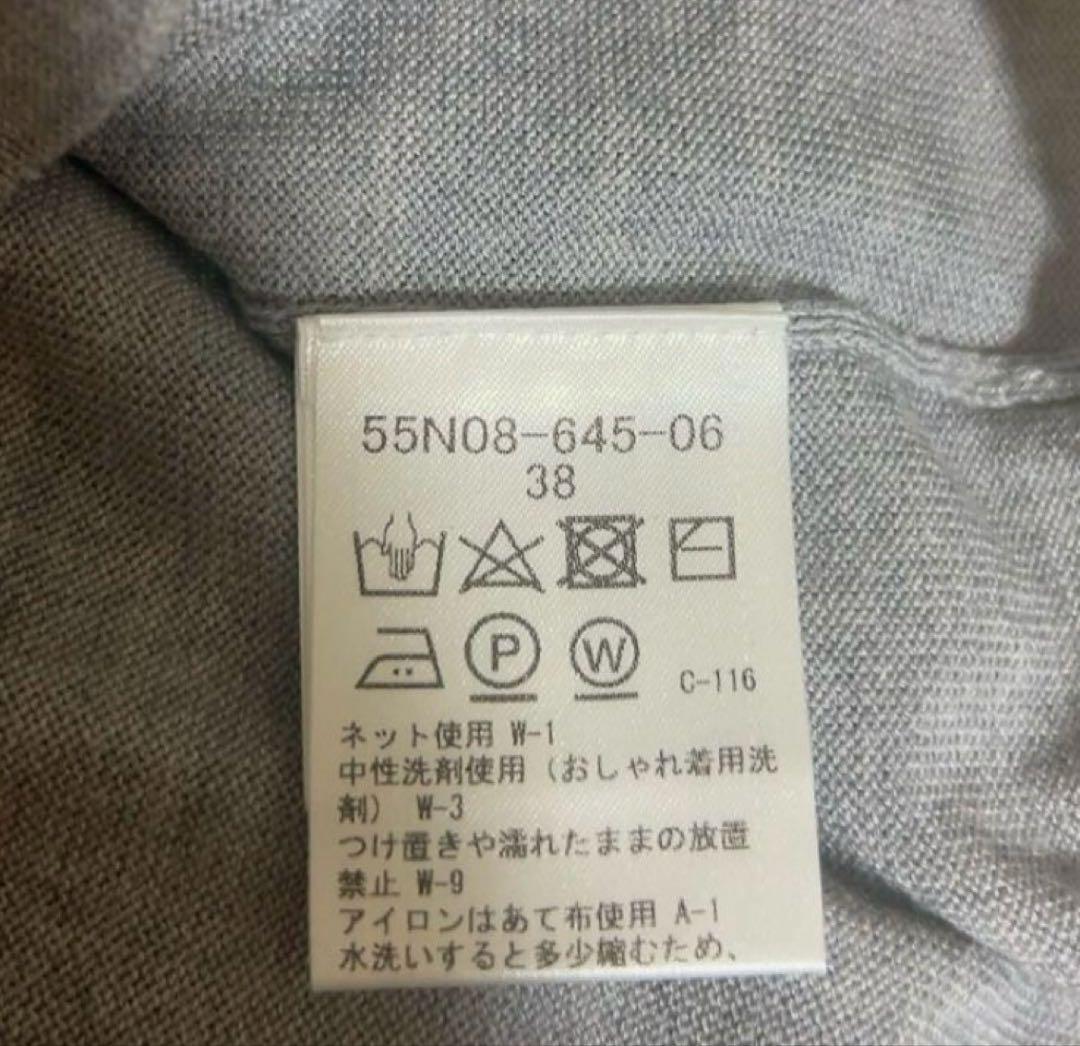 55N08-645-06
38
P W C-116
ネット使用 W-1
中性洗剤使用（おしゃれ着用洗
剤） W-3
つけ置きや濡れたままの放置
禁止 W-9
アイロンはあて布使用 A-1
水洗いすると多少縮むため、